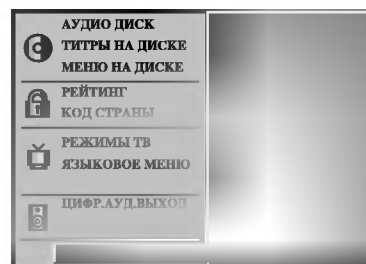 АУДИО ДИСК
ТИТРЫ НА ДИСКЕ
МЕНЮ НА ДИСКЕ
РЕЙТИНГ
КОД СТРАНЫ
РЕЖИМЫ ТВ
ЯЗЫКОВОЕ МЕНЮ
ЦИФР.АУД.ВЫХОД